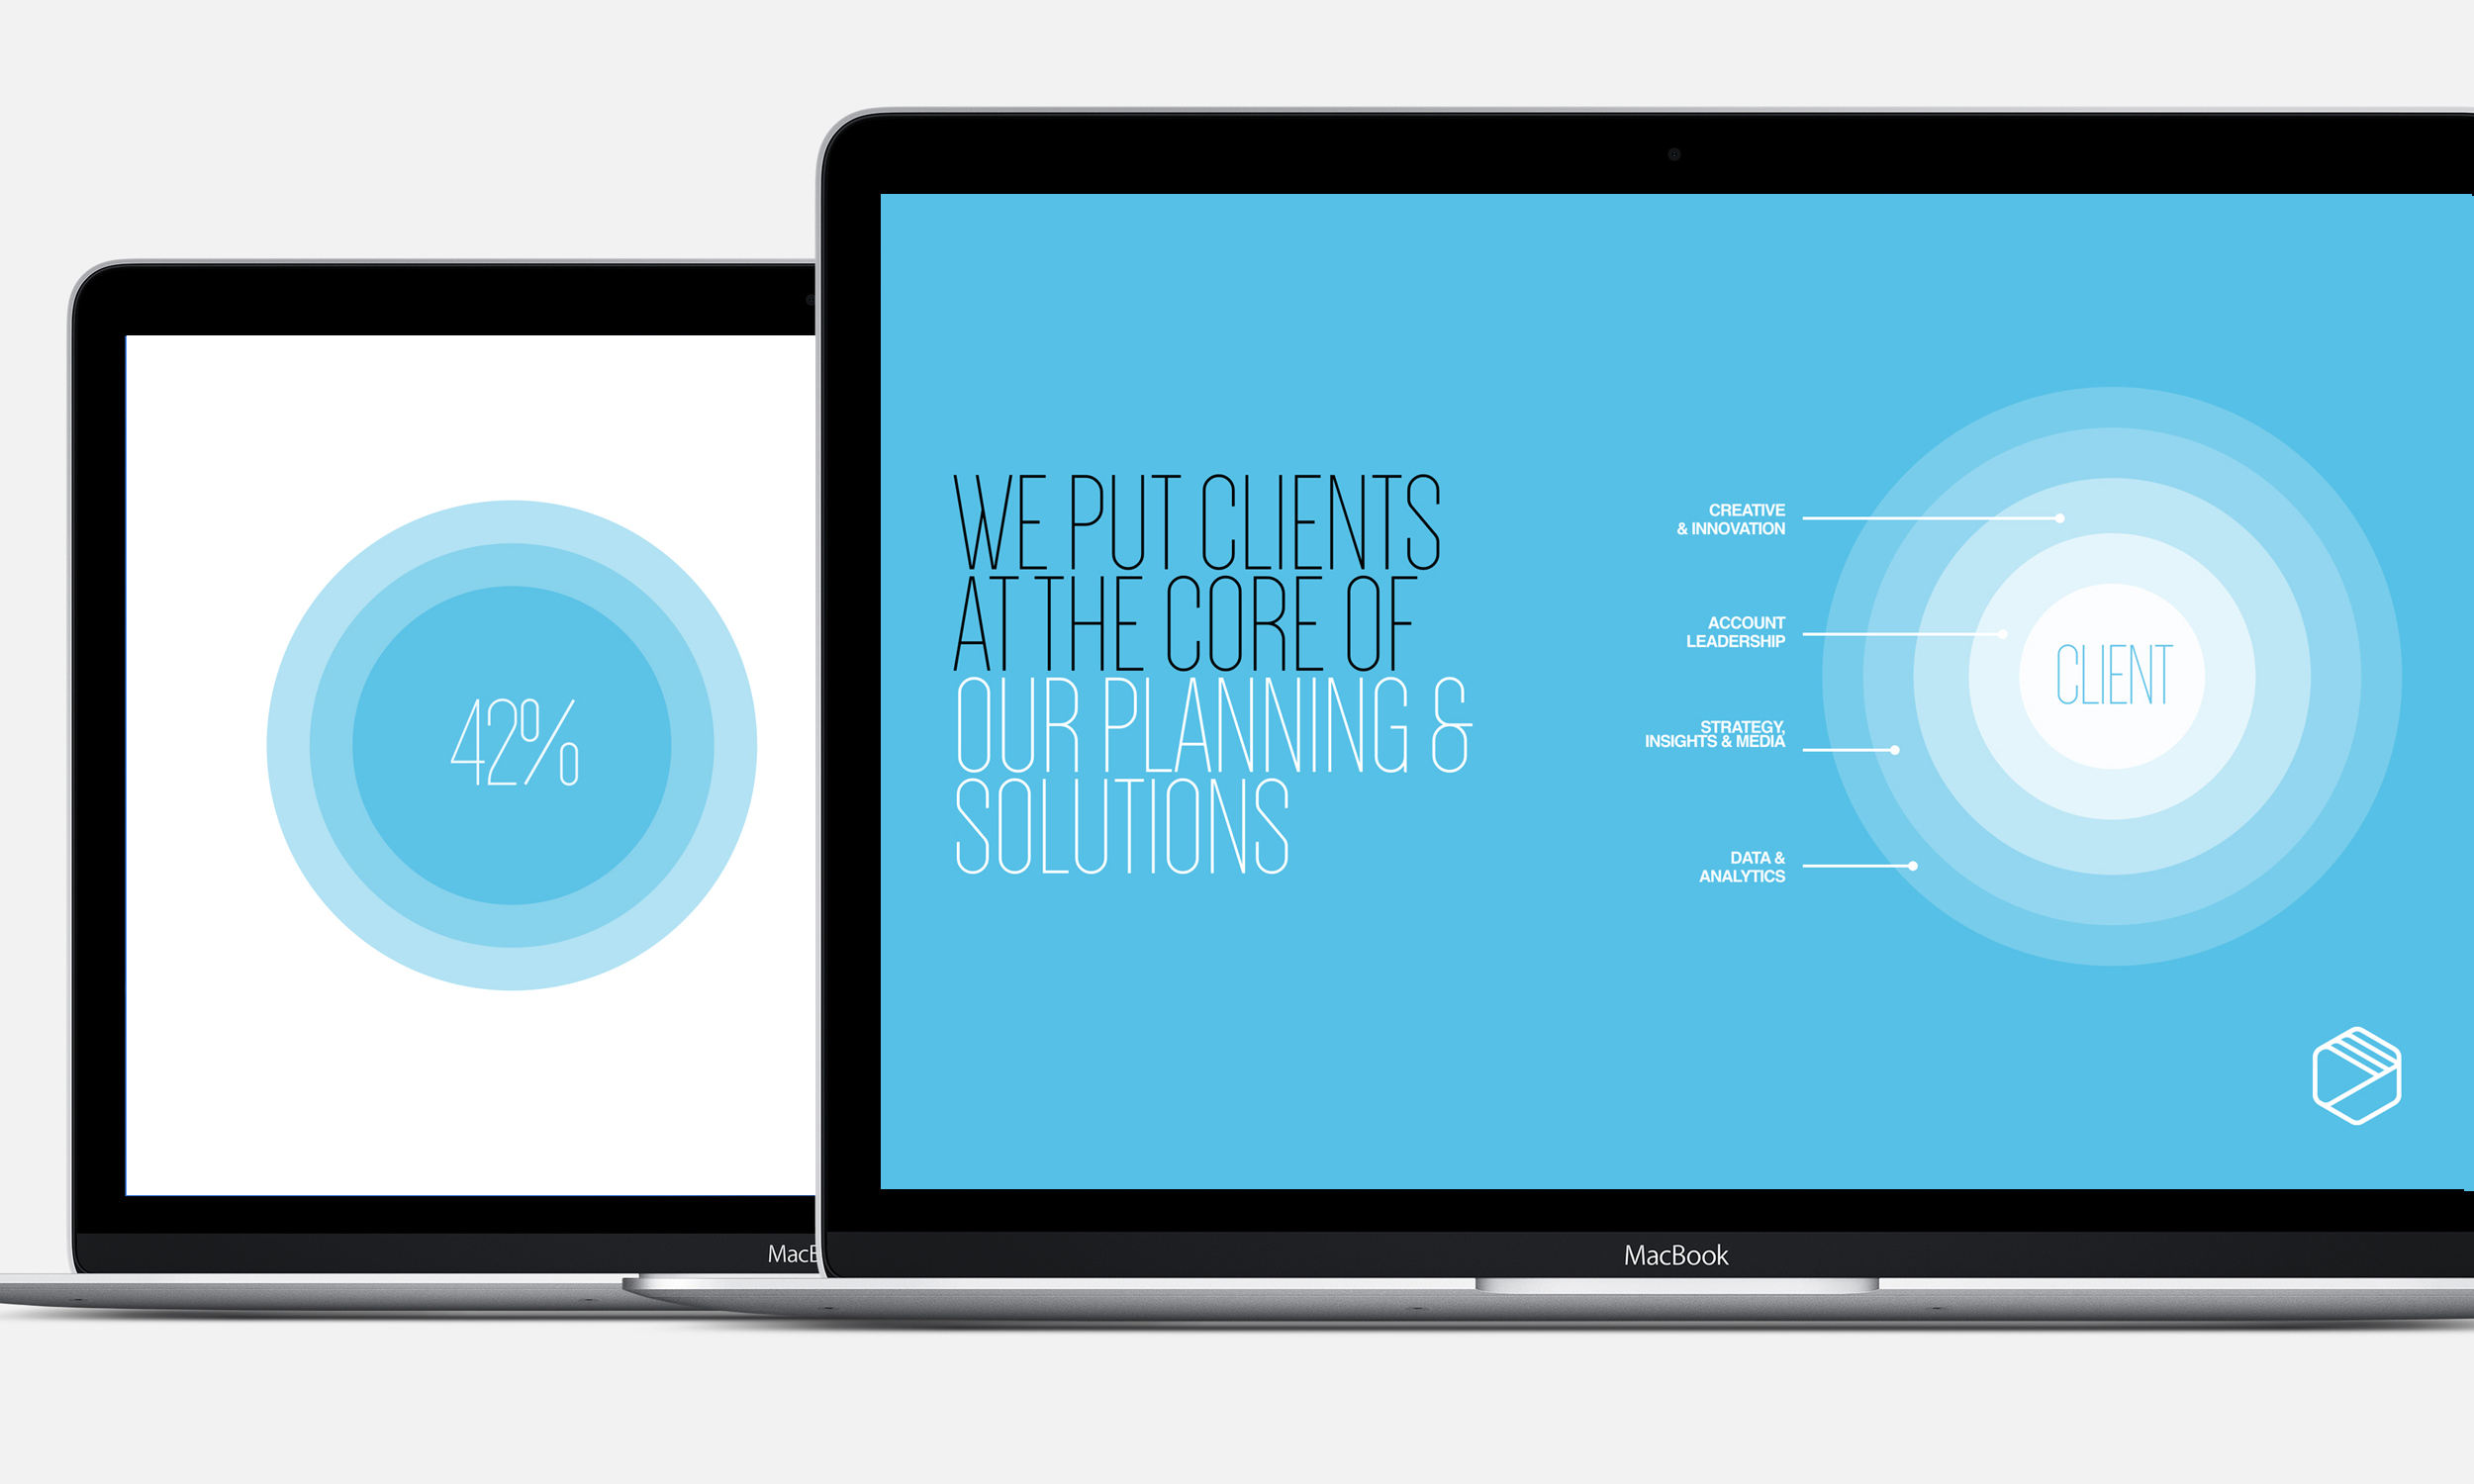 42%
MacB
WE PUT CLIENTS
AT THE CORE OF
OUR PLANNING &
SOLUTIONS
CREATIVE
& INNOVATION
ACCOUNT
LEADERSHIP
STRATEGY,
INSIGHTS & MEDIA
DATA &
ANALYTICS
CLIENT
MacBook